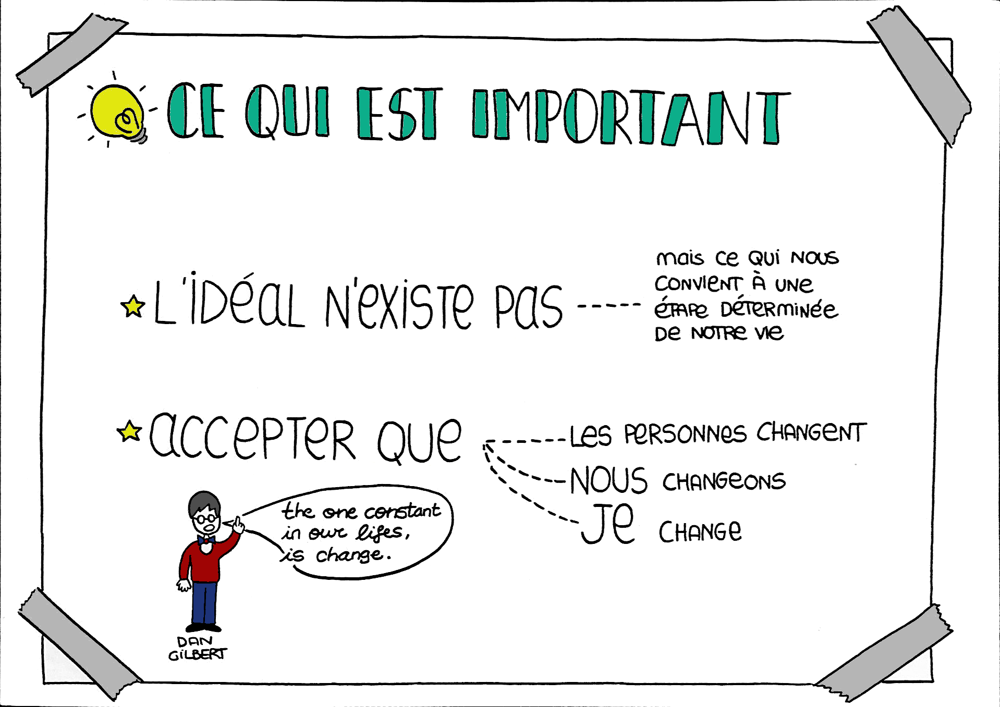 CE QUI EST IMPORTANT
L'iDéaL N'existe pas
mais ce qui nous
convient à une
étape déterminée
de notre vie
accepter que
Les personnes changent
NOUS changeons
Je change
the one constant
in our lifes,
is change.
DAN
GiLBERT